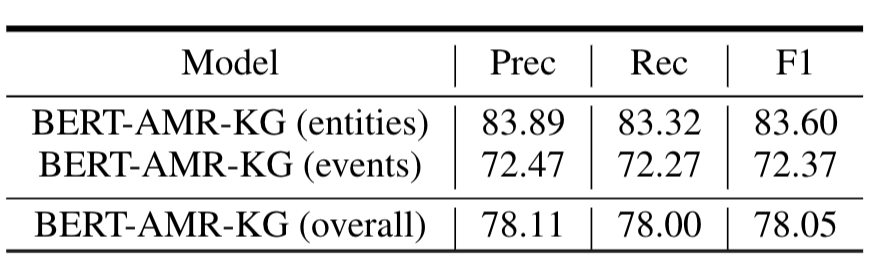 Model | Prec | Rec | F1
BERT-AMR-KG (entities) | 83.89 | 83.32 | 83.60
BERT-AMR-KG (events) | 72.47 | 72.27 | 72.37
BERT-AMR-KG (overall) | 78.11 | 78.00 | 78.05